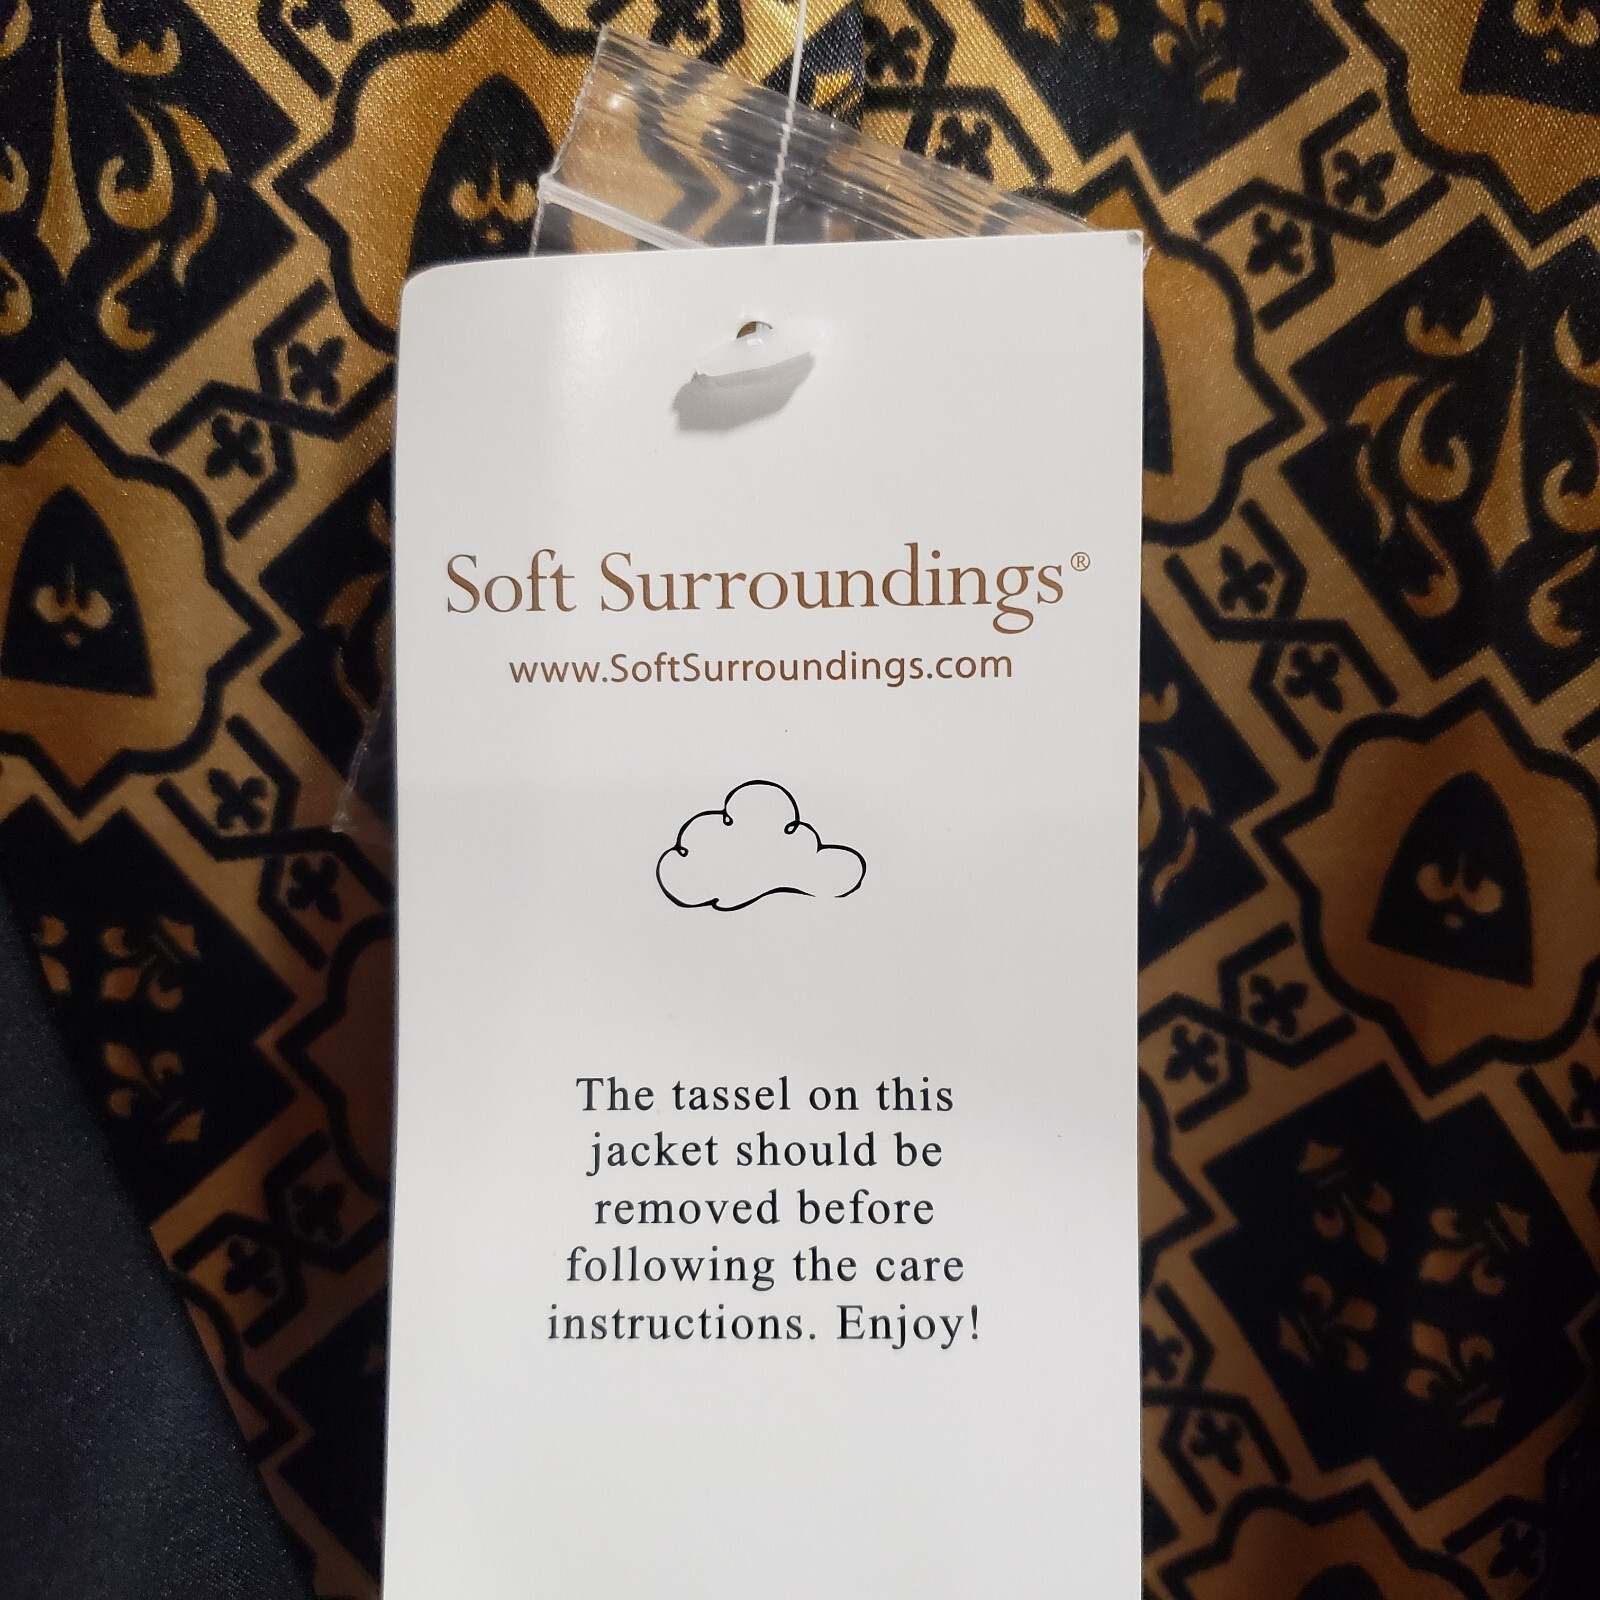 Soft Surroundings®
www.SoftSurroundings.com
The tassel on this
jacket should be
removed before
following the care
instructions. Enjoy!